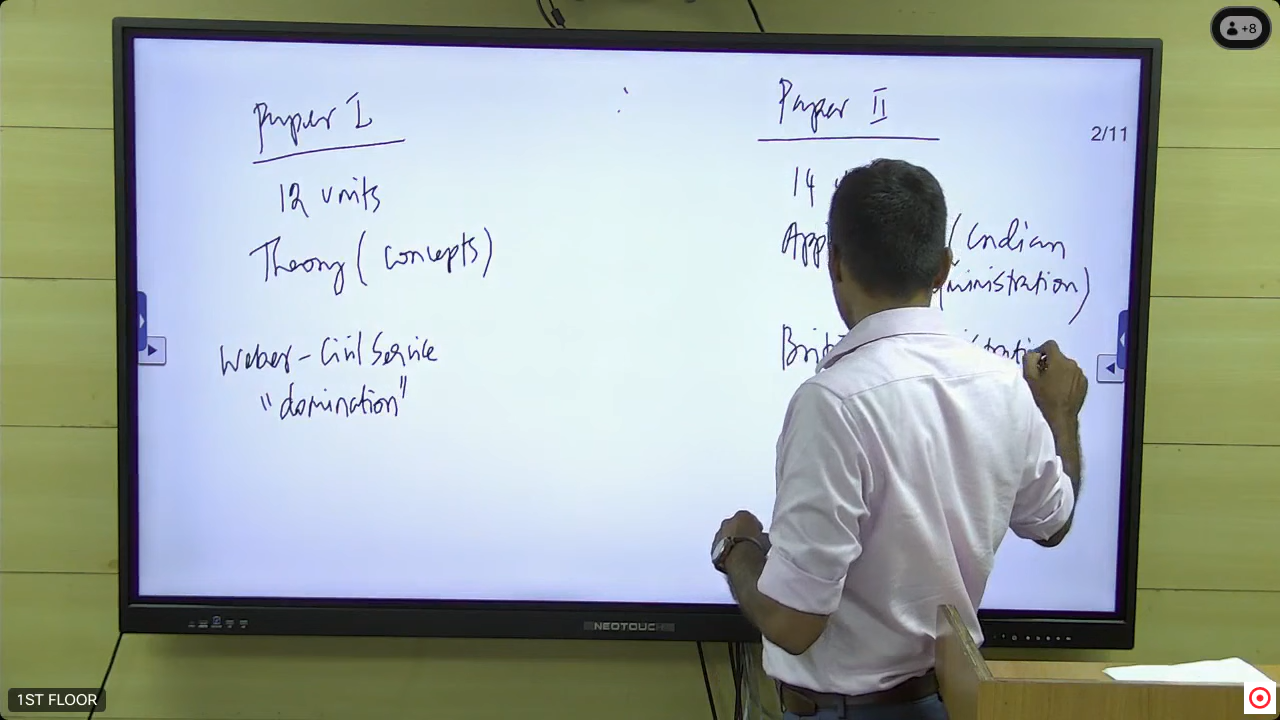 +8
Paper I
12 units
Theory (concepts)
Weber - Civil Service
"domination"
:
Paper II
2/11
14
(Indian
NEOTOUCH
1ST FLOOR